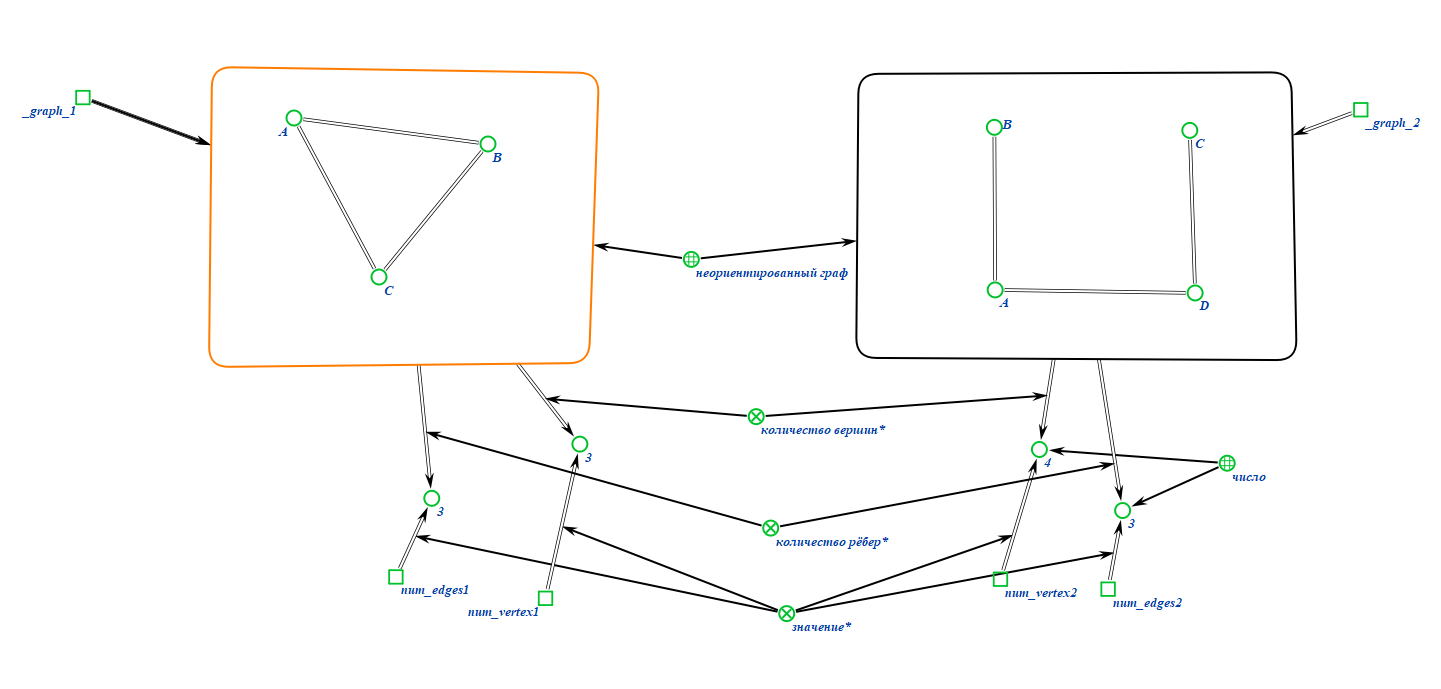 _graph_1
A
B
C
неориентированный граф
B
C
A
D
_graph_2
количество вершин*
3
4
число
3
3
количество рёбер*
num_edges1
num_vertex1
num_vertex2
num_edges2
значение*